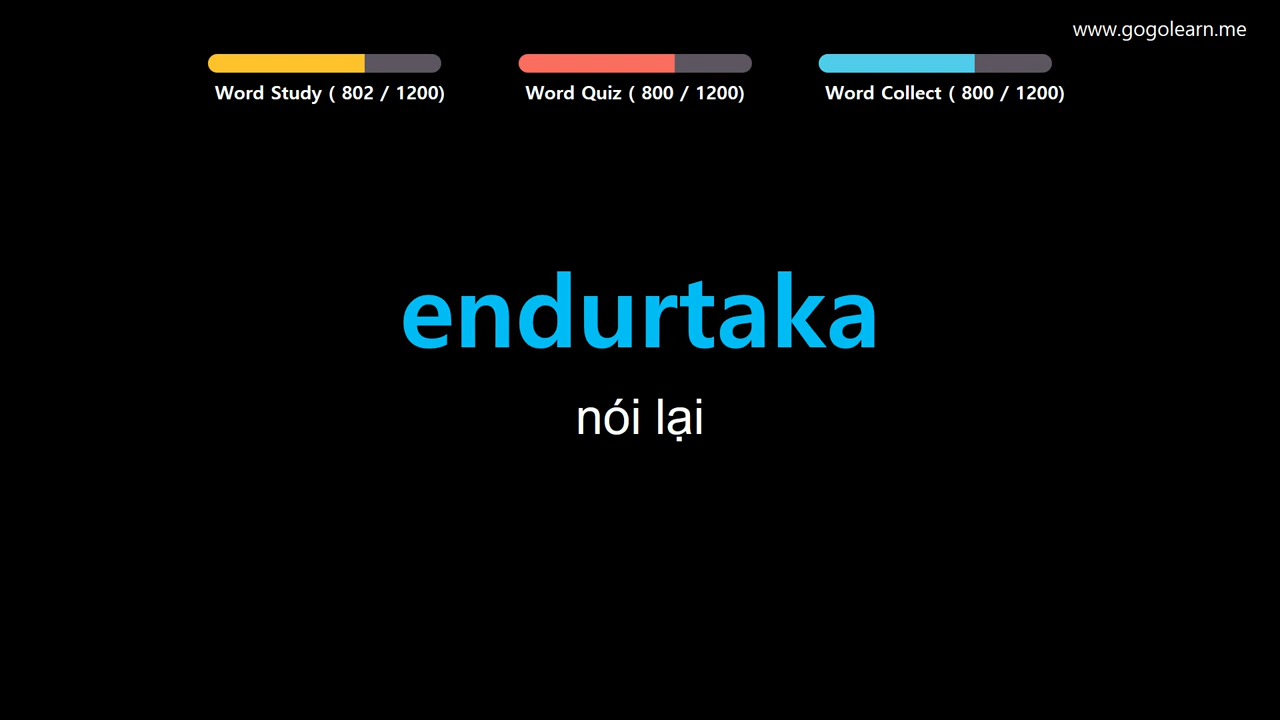 www.gogolearn.me
Word Study ( 802 / 1200)
Word Quiz ( 800 / 1200)
Word Collect ( 800 / 1200)
endurtaka
nói lại